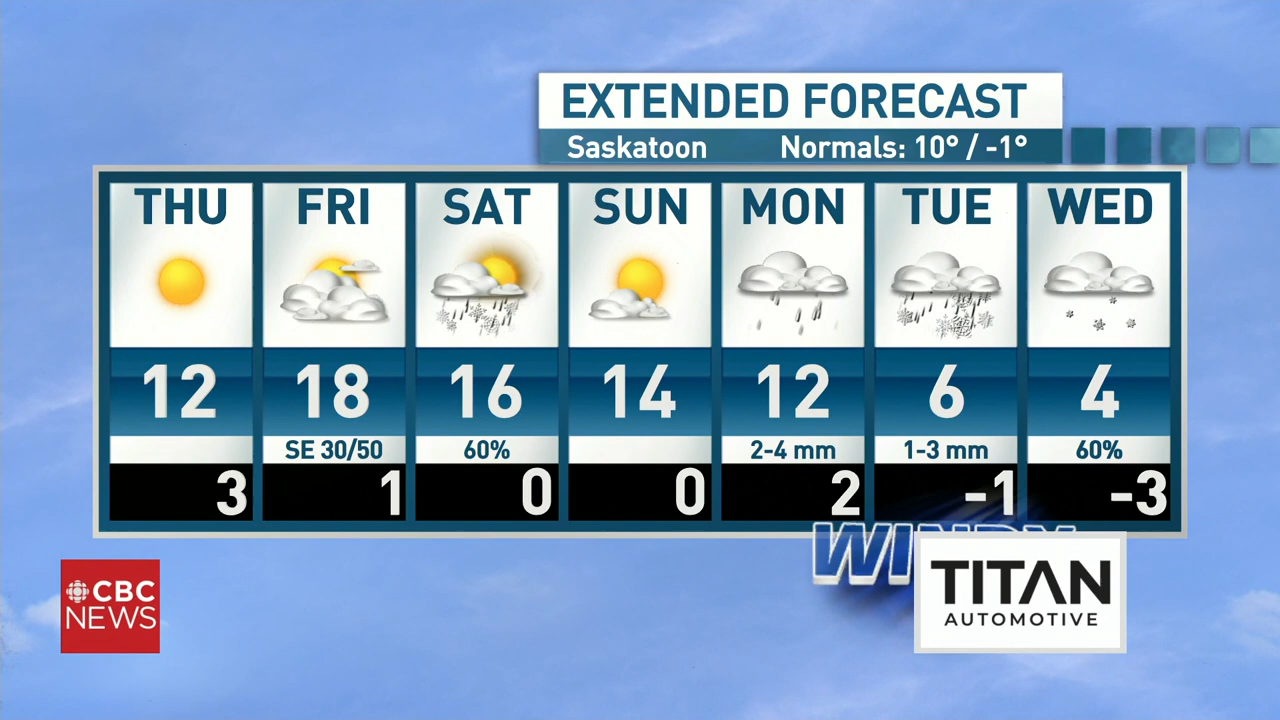 EXTENDED FORECAST
Saskatoon Normals: 10° / -1°
THU FRI SAT SUN MON TUE WED
12 18 16 14 12 6 4
SE 30/50 60% 2-4 mm 1-3 mm 60%
3 1 0 0 2 -1 -3
WINDY
CBC
NEWS
TITAN
AUTOMOTIVE